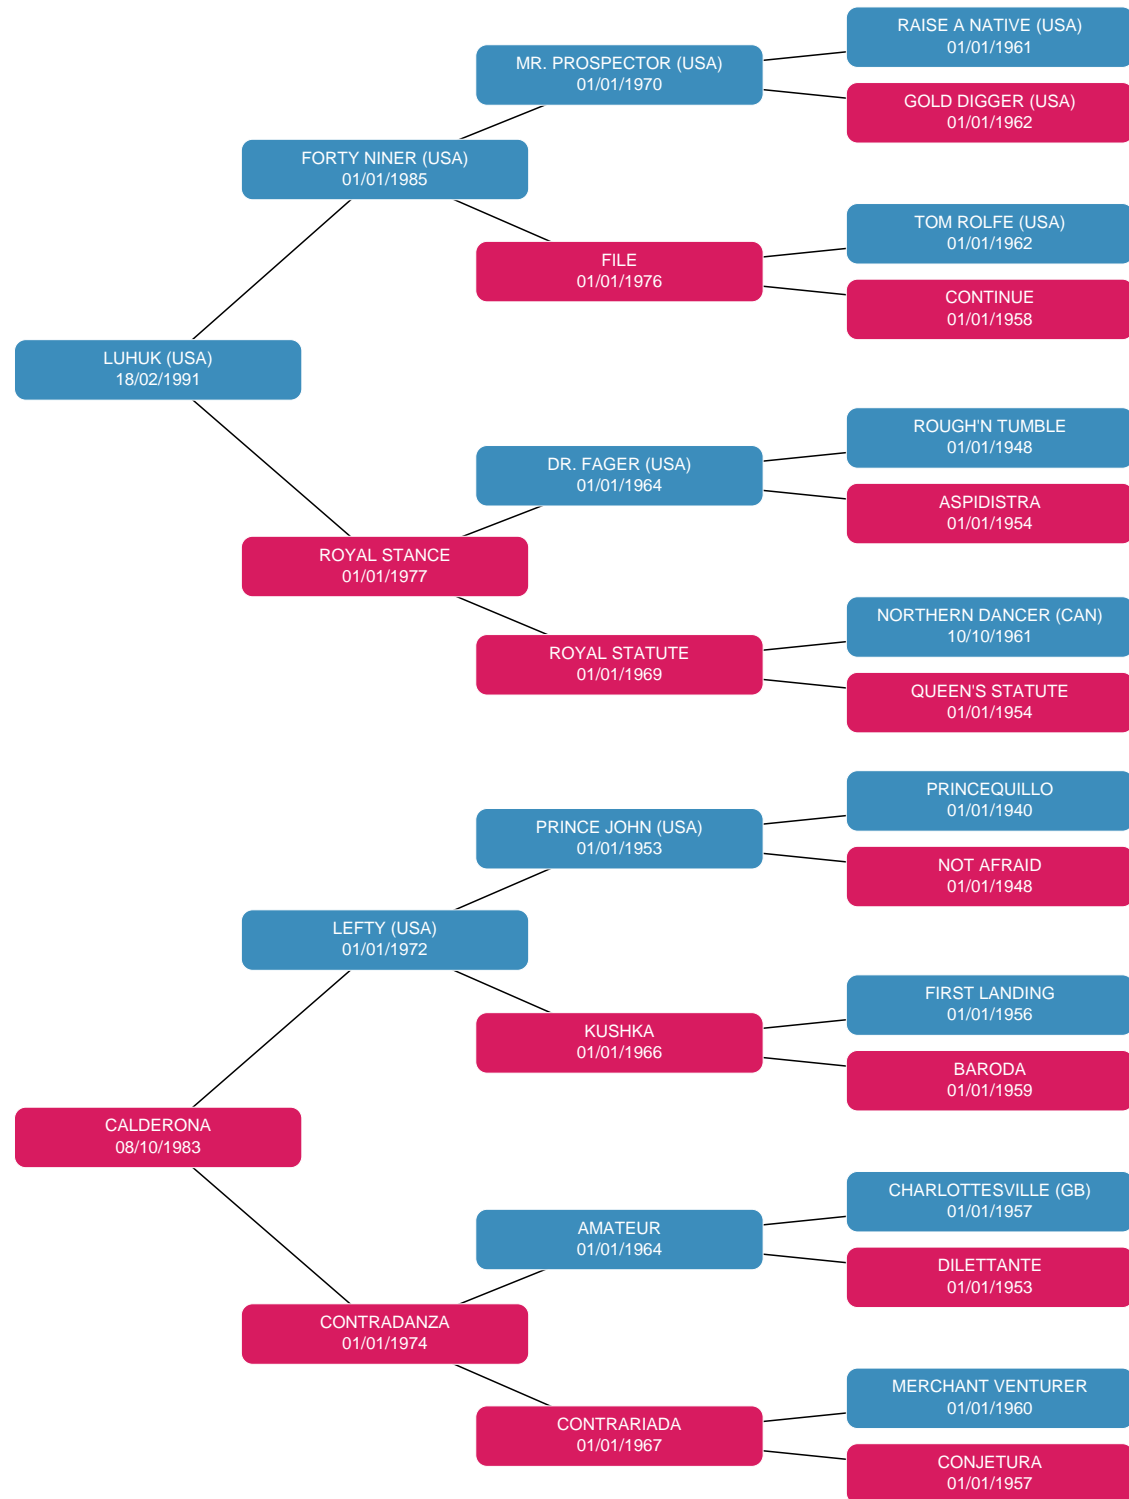 RAISE A NATIVE (USA)
01/01/1961
MR. PROSPECTOR (USA)
01/01/1970
GOLD DIGGER (USA)
01/01/1962
FORTY NINER (USA)
01/01/1985
TOM ROLFE (USA)
01/01/1962
FILE
01/01/1976
CONTINUE
01/01/1958
LUHUK (USA)
18/02/1991
ROUGH'N TUMBLE
01/01/1948
DR. FAGER (USA)
01/01/1964
ASPIDISTRA
01/01/1954
ROYAL STANCE
01/01/1977
NORTHERN DANCER (CAN)
10/10/1961
ROYAL STATUTE
01/01/1969
QUEEN'S STATUTE
01/01/1954
PRINCEQUILLO
01/01/1940
PRINCE JOHN (USA)
01/01/1953
NOT AFRAID
01/01/1948
LEFTY (USA)
01/01/1972
FIRST LANDING
01/01/1956
KUSHKA
01/01/1966
BARODA
01/01/1959
CALDERONA
08/10/1983
CHARLOTTESVILLE (GB)
01/01/1957
AMATEUR
01/01/1964
DILETTANTE
01/01/1953
CONTRADANZA
01/01/1974
MERCHANT VENTURER
01/01/1960
CONTRARIADA
01/01/1967
CONJETURA
01/01/1957